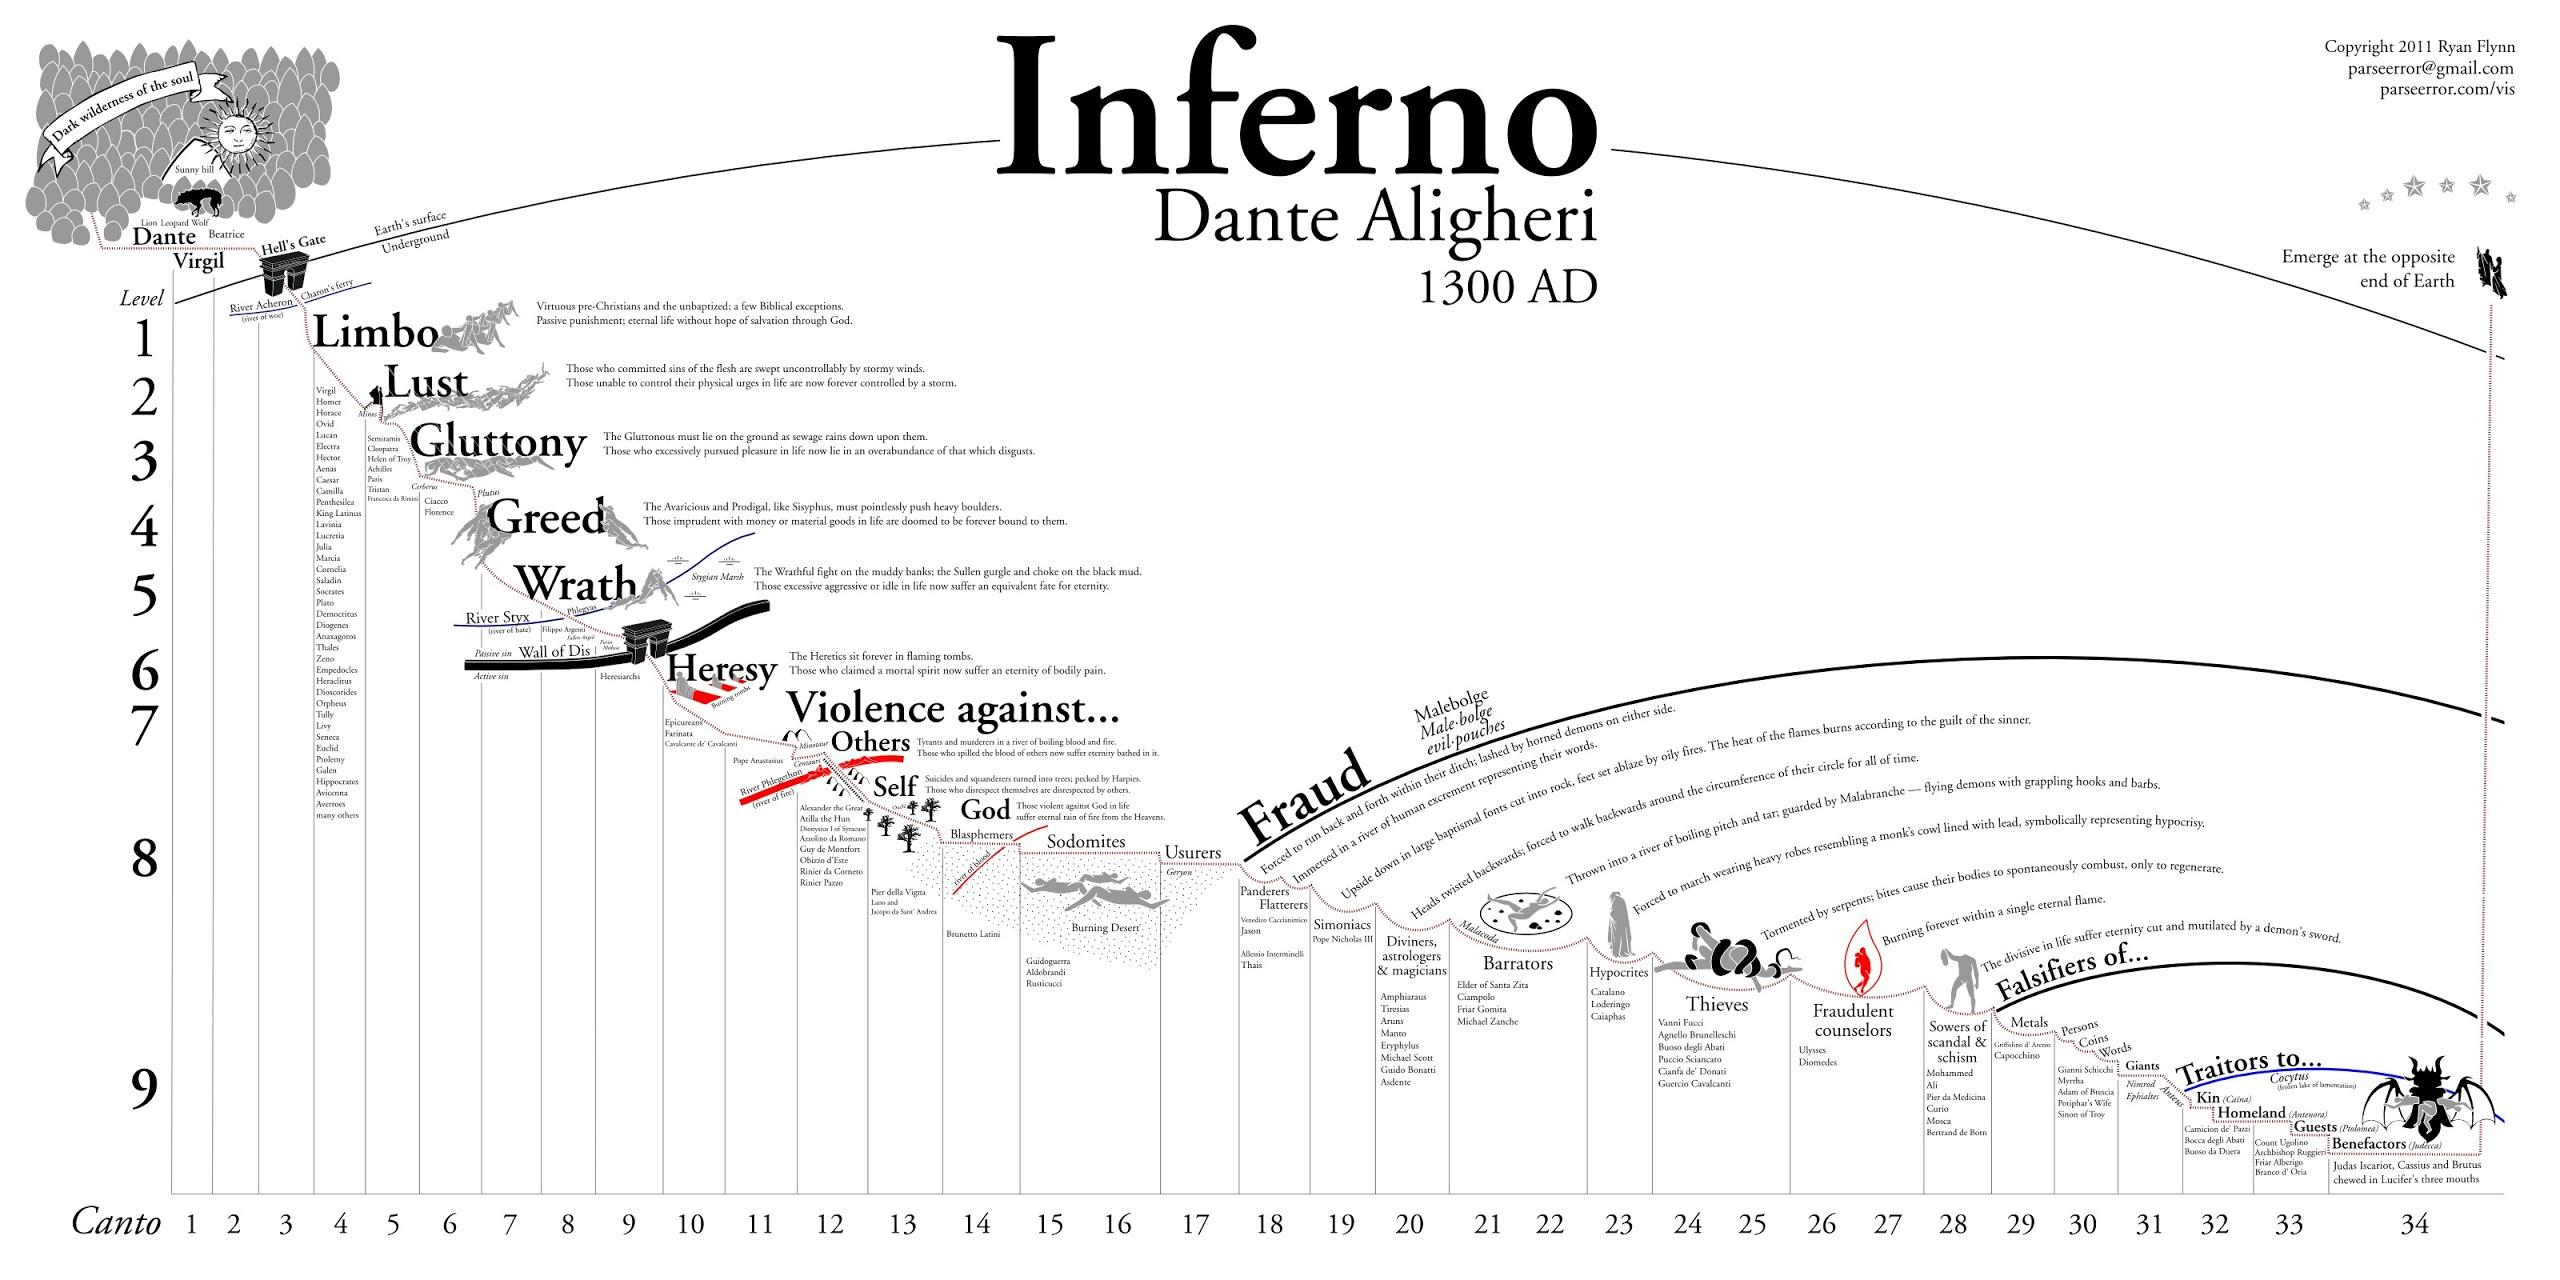 Inferno
Dante Aligheri
1300 AD
Copyright 2011 Ryan Flynn
parseerror@gmail.com
parseerror.com/vis
Dark wilderness of the soul
Sunny hill
Lion Leopard Wolf
Dante
Beatrice
Virgil
Hell's Gate
Earth's surface
Underground
Emerge at the opposite
end of Earth
Level
River Acheron
(river of woe)
Charon's ferry
1
Limbo
Virtuous pre-Christians and the unbaptized; a few Biblical exceptions.
Passive punishment; eternal life without hope of salvation through God.
Virgil
Homer
Horace
Ovid
Lucan
Electra
Hector
Aenas
Caesar
Camilla
Penthesilea
King Latinus
Lavinia
Lucretia
Julia
Marcia
Cornelia
Saladin
Socrates
Plato
Democritus
Diogenes
Anaxagoros
Thales
Zeno
Empedocles
Heraclitus
Dioscorides
Orpheus
Tully
Livy
Seneca
Euclid
Ptolemy
Galen
Hippocrates
Avicenna
Averroes
many others
2
Lust
Minos
Those who committed sins of the flesh are swept uncontrollably by stormy winds.
Those unable to control their physical urges in life are now forever controlled by a storm.
Semiramis
Cleopatra
Helen of Troy
Achilles
Paris
Tristan
Francesca da Rimini
3
Gluttony
The Gluttonous must lie on the ground as sewage rains down upon them.
Those who excessively pursued pleasure in life now lie in an overabundance of that which disgusts.
Cerberus
Ciacco
Florence
4
Plutus
Greed
The Avaricious and Prodigal, like Sisyphus, must pointlessly push heavy boulders.
Those imprudent with money or material goods in life are doomed to be forever bound to them.
5
Wrath
Stygian Marsh
The Wrathful fight on the muddy banks; the Sullen gurgle and choke on the black mud.
Those excessive aggressive or idle in life now suffer an equivalent fate for eternity.
Phlegyas
River Styx
(river of hate)
Filippo Argenti
Fallen Angels
Furies
Medusa
Passive sin
Wall of Dis
Active sin
Heresiarchs
6
Heresy
Burning tombs
The Heretics sit forever in flaming tombs.
Those who claimed a mortal spirit now suffer an eternity of bodily pain.
Epicureans
Farinata
Cavalcante de' Cavalcanti
Pope Anastasius
7
Violence against...
Minotaur
Centaurs
Others
Tyrants and murderers in a river of boiling blood and fire.
Those who spilled the blood of others now suffer eternity bathed in it.
River Phlegethon
(river of fire)
Alexander the Great
Atilla the Hun
Dionysius I of Syracuse
Azzolino da Romano
Guy de Montfort
Obizzo d'Este
Rinier da Corneto
Rinier Pazzo
Self
Suicides and squanderers turned into trees; pecked by Harpies.
Those who disrespect themselves are disrespected by others.
Pier della Vigna
Lano and
Jacopo da Sant' Andrea
God
Those violent against God in life
suffer eternal rain of fire from the Heavens.
Blasphemers
river of blood
Brunetto Latini
Sodomites
Burning Desert
Guidoguerra
Aldobrandi
Rusticucci
Usurers
Geryon
8
Fraud
Malebolge
Male·bolge
evil·pouches
Forced to run back and forth within their ditch; lashed by horned demons on either side.
Immersed in a river of human excrement representing their words.
Upside down in large baptismal fonts cut into rock, feet set ablaze by oily fires. The heat of the flames burns according to the guilt of the sinner.
Heads twisted backwards; forced to walk backwards around the circumference of their circle for all of time.
Thrown into a river of boiling pitch and tar; guarded by Malabranche — flying demons with grappling hooks and barbs.
Forced to march wearing heavy robes resembling a monk's cowl lined with lead, symbolically representing hypocrisy.
Tormented by serpents; bites cause their bodies to spontaneously combust, only to regenerate.
Burning forever within a single eternal flame.
The divisive in life suffer eternity cut and mutilated by a demon's sword.
Panderers
Flatterers
Venedico Caccianimico
Jason
Allessio Interminelli
Thais
Simoniacs
Pope Nicholas III
Diviners,
astrologers
& magicians
Amphiaraus
Tiresias
Aruns
Manto
Eryphylus
Michael Scott
Guido Bonatti
Asdente
Malacoda
Barrators
Elder of Santa Zita
Ciampolo
Friar Gomita
Michael Zanche
Hypocrites
Catalano
Loderingo
Caiaphas
Thieves
Vanni Fucci
Agnello Brunelleschi
Buoso degli Abati
Puccio Sciancato
Cianfa de' Donati
Guercio Cavalcanti
Fraudulent
counselors
Ulysses
Diomedes
Sowers of
scandal &
schism
Mohammed
Ali
Pier da Medicina
Curio
Mosca
Bertrand de Born
Falsifiers of...
Metals
Griffolino d' Arezzo
Capocchino
Persons
Coins
Words
Gianni Schicchi
Myrrha
Adam of Brescia
Potiphar's Wife
Sinon of Troy
9
Giants
Nimrod
Ephialtes
Anteus
Traitors to...
Cocytus
(frozen lake of lamentation)
Kin (Caïna)
Homeland (Antenora)
Guests (Ptolomea)
Benefactors (Judecca)
Camicion de' Pazzi
Bocca degli Abati
Buoso da Duera
Count Ugolino
Archbishop Ruggieri
Friar Alberigo
Branco d' Oria
Judas Iscariot, Cassius and Brutus
chewed in Lucifer's three mouths
Canto 1 2 3 4 5 6 7 8 9 10 11 12 13 14 15 16 17 18 19 20 21 22 23 24 25 26 27 28 29 30 31 32 33 34